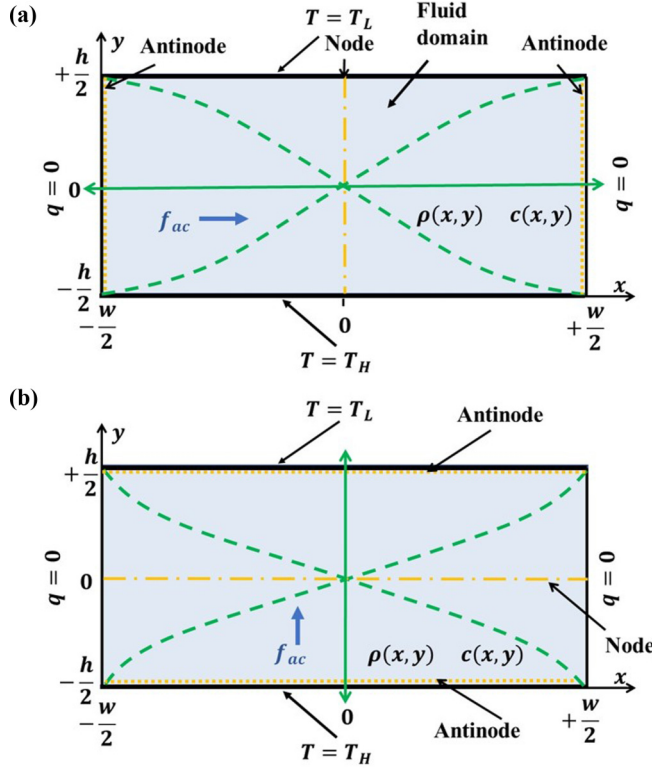 (a)
y
T = T_L
Fluid domain
Antinode
Node
Antinode
+h/2
q = 0
0
q = 0
f_ac
ρ(x, y) c(x, y)
-h/2
x
-w/2
0
+w/2
T = T_H
(b)
y
T = T_L
Antinode
+h/2
q = 0
0
q = 0
Node
f_ac
ρ(x, y) c(x, y)
-h/2
x
-w/2
0
Antinode
+w/2
T = T_H